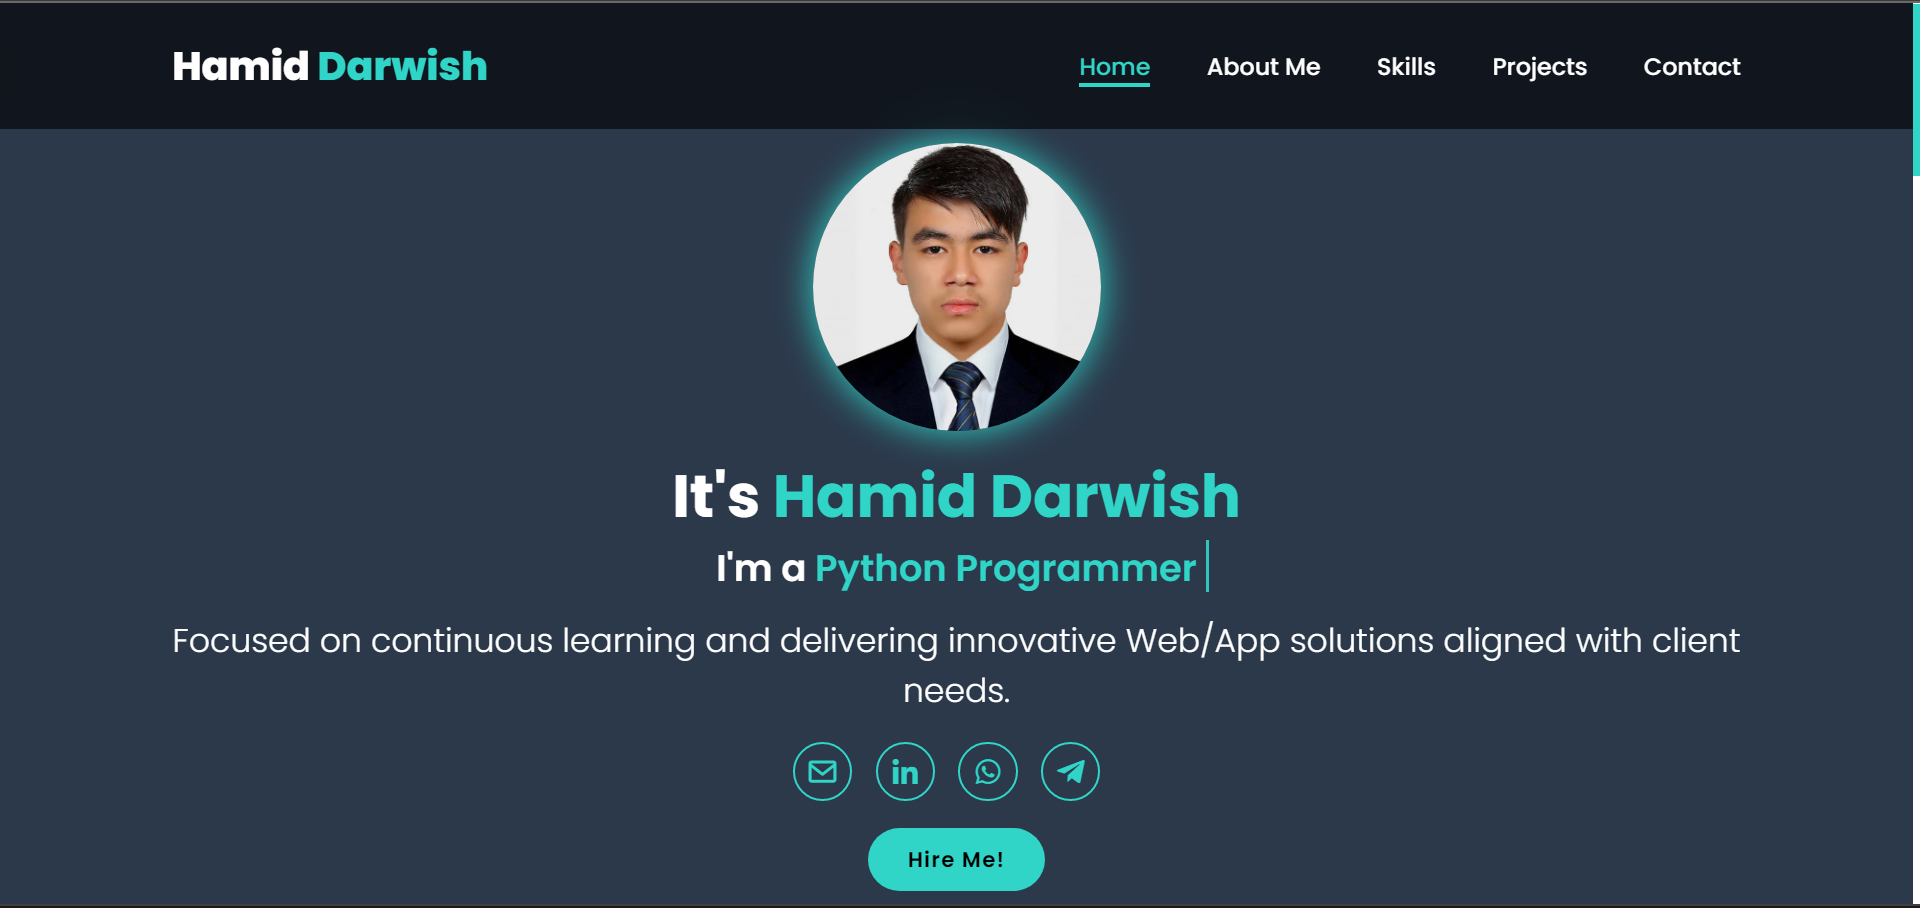 Hamid Darwish
Home About Me Skills Projects Contact
It's Hamid Darwish
I'm a Python Programmer
Focused on continuous learning and delivering innovative Web/App solutions aligned with client
needs.
in
Hire Me!